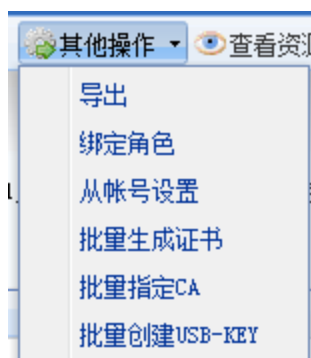 其他操作 查看资
导出
绑定角色
从帐号设置
批量生成证书
批量指定CA
批量创建USB-KEY